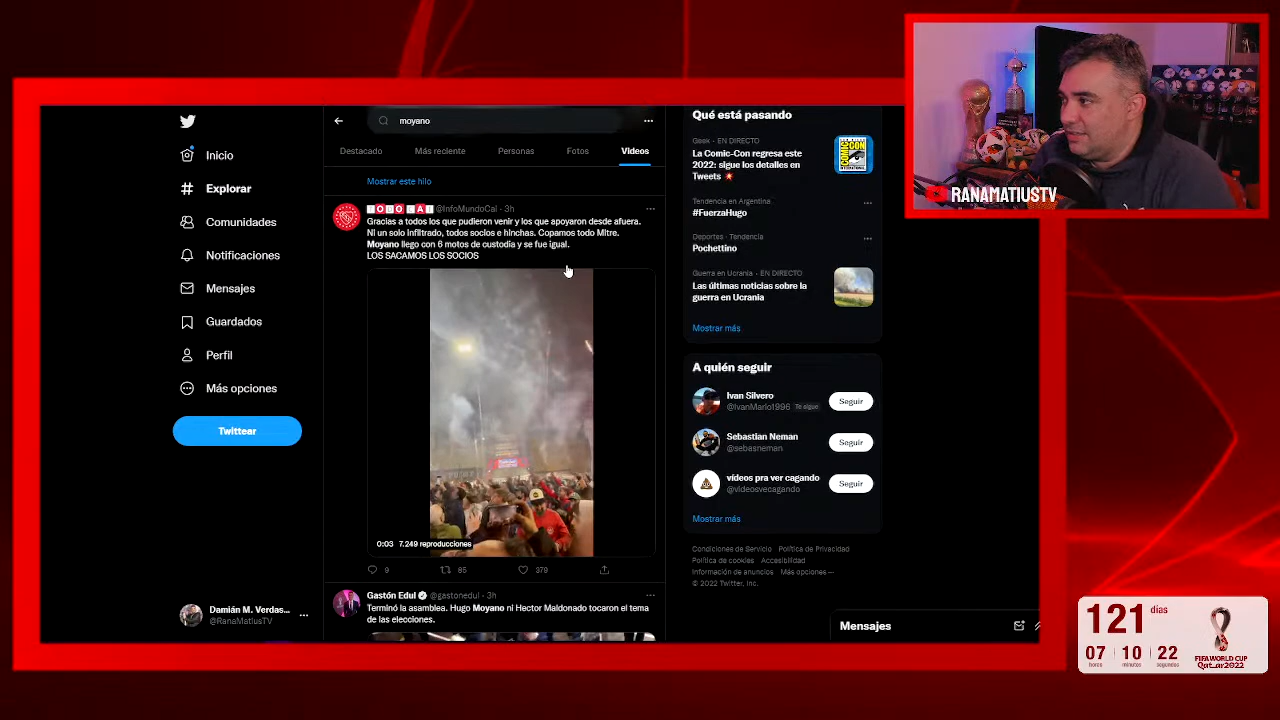 moyano
Destacado
Más reciente
Personas
Fotos
Videos
Mostrar este hilo
Inicio
Explorar
Comunidades
Notificaciones
Mensajes
Guardados
Perfil
Más opciones
Twittear
Damián M. Verdas...
@RanaMatiusTV
TODO CAI @InfoMundoCai · 3h
Gracias a todos los que pudieron venir y los que apoyaron desde afuera.
Ni un solo infiltrado, todos socios e hinchas. Copamos todo Mitre.
Moyano llego con 6 motos de custodia y se fue igual.
LOS SACAMOS LOS SOCIOS
0:03 7.249 reproducciones
9
85
379
Gastón Edul @gastonedul · 3h
Terminó la asamblea. Hugo Moyano ni Hector Maldonado tocaron el tema
de las elecciones.
Qué está pasando
Geek · EN DIRECTO
La Comic-Con regresa este
2022: sigue los detalles en
Tweets 💥
COMIC CON
Tendencia en Argentina
#FuerzaHugo
Deportes · Tendencia
Pochettino
Guerra en Ucrania · EN DIRECTO
Las últimas noticias sobre la
guerra en Ucrania
Mostrar más
A quién seguir
Ivan Silvero
@IvanMario1996 Te sigue
Seguir
Sebastian Neman
@sebasneman
Seguir
vídeos pra ver cagando
@videosvecagando
Seguir
Mostrar más
Condiciones de Servicio Política de Privacidad
Política de cookies Accesibilidad
Información de anuncios Más opciones ···
© 2022 Twitter, Inc.
Mensajes
RANAMATIUSTV
121 días
07 10 22
horas minutos segundos
FIFA WORLD CUP
Qatar2022